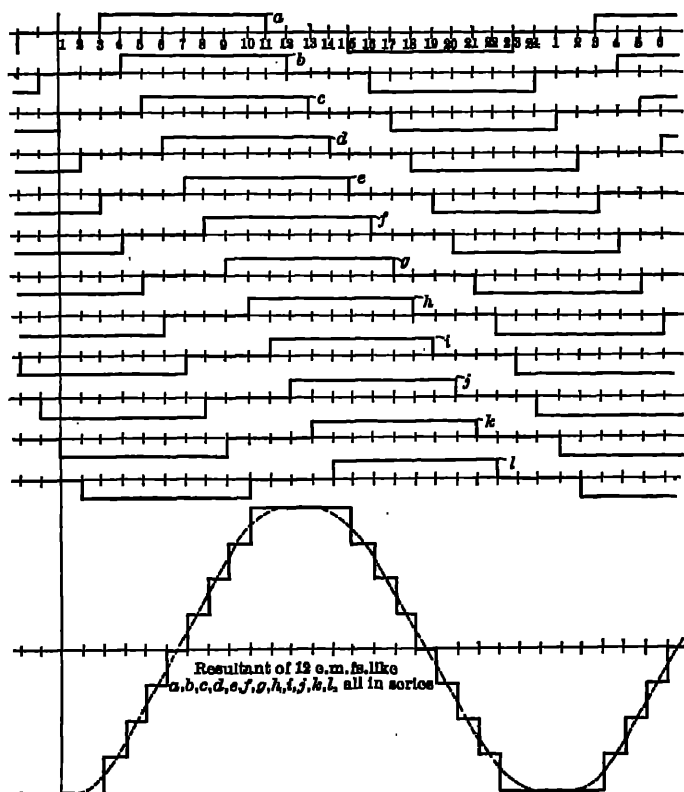 a
1 2 3 4 5 6 7 8 9 10 11 12 13 14 15 16 17 18 19 20 21 22 23 24 1 2 3 4 5 6
b
c
d
e
f
g
h
i
j
k
l
Resultant of 12 e.m.fs. like
a, b, c, d, e, f, g, h, i, j, k, l, all in series